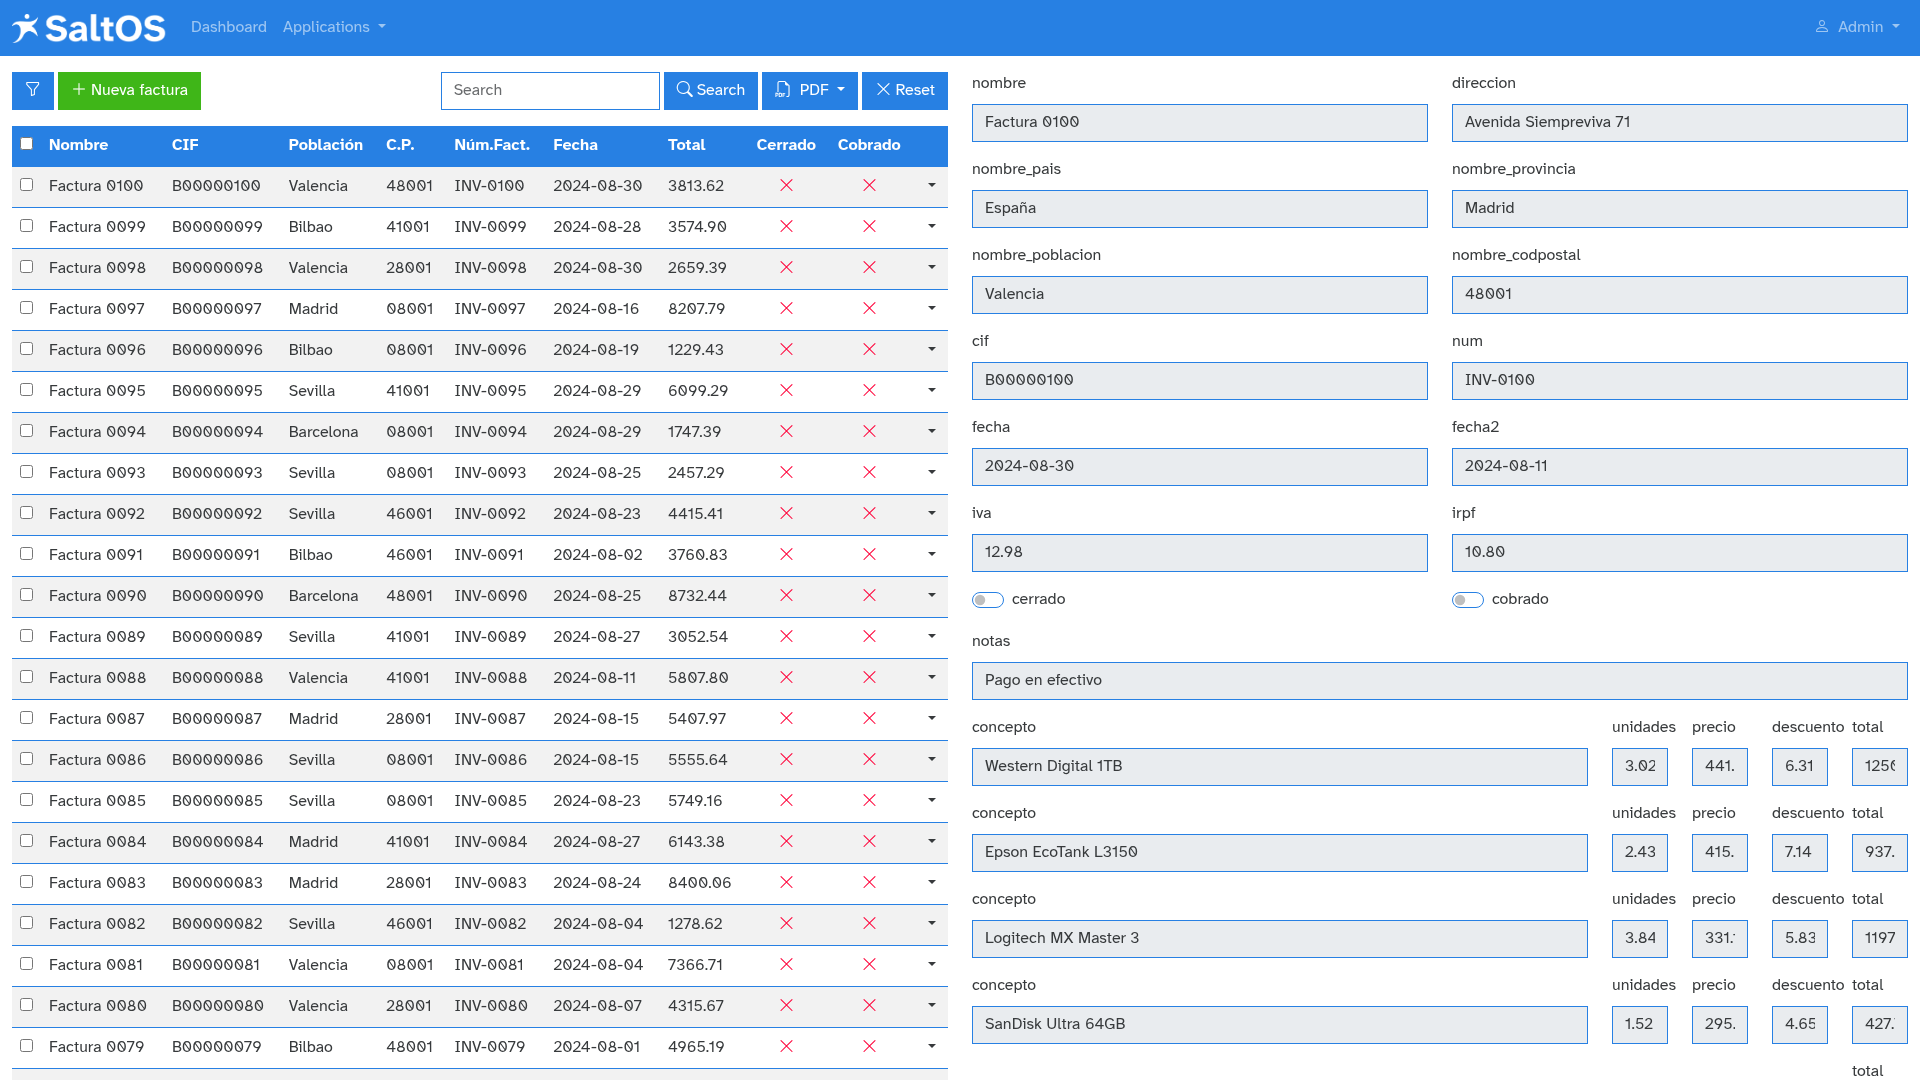 SaltOS Dashboard Applications Admin
Nueva factura Search Search PDF Reset
Nombre CIF Población C.P. Núm.Fact. Fecha Total Cerrado Cobrado
Factura 0100 B00000100 Valencia 48001 INV-0100 2024-08-30 3813.62
Factura 0099 B00000099 Bilbao 41001 INV-0099 2024-08-28 3574.90
Factura 0098 B00000098 Valencia 28001 INV-0098 2024-08-30 2659.39
Factura 0097 B00000097 Madrid 08001 INV-0097 2024-08-16 8207.79
Factura 0096 B00000096 Bilbao 08001 INV-0096 2024-08-19 1229.43
Factura 0095 B00000095 Sevilla 41001 INV-0095 2024-08-29 6099.29
Factura 0094 B00000094 Barcelona 08001 INV-0094 2024-08-29 1747.39
Factura 0093 B00000093 Sevilla 08001 INV-0093 2024-08-25 2457.29
Factura 0092 B00000092 Sevilla 46001 INV-0092 2024-08-23 4415.41
Factura 0091 B00000091 Bilbao 46001 INV-0091 2024-08-02 3760.83
Factura 0090 B00000090 Barcelona 48001 INV-0090 2024-08-25 8732.44
Factura 0089 B00000089 Sevilla 41001 INV-0089 2024-08-27 3052.54
Factura 0088 B00000088 Valencia 41001 INV-0088 2024-08-11 5807.80
Factura 0087 B00000087 Madrid 28001 INV-0087 2024-08-15 5407.97
Factura 0086 B00000086 Sevilla 08001 INV-0086 2024-08-15 5555.64
Factura 0085 B00000085 Sevilla 08001 INV-0085 2024-08-23 5749.16
Factura 0084 B00000084 Madrid 41001 INV-0084 2024-08-27 6143.38
Factura 0083 B00000083 Madrid 28001 INV-0083 2024-08-24 8400.06
Factura 0082 B00000082 Sevilla 46001 INV-0082 2024-08-04 1278.62
Factura 0081 B00000081 Valencia 08001 INV-0081 2024-08-04 7366.71
Factura 0080 B00000080 Valencia 28001 INV-0080 2024-08-07 4315.67
Factura 0079 B00000079 Bilbao 48001 INV-0079 2024-08-01 4965.19
nombre direccion
Factura 0100 Avenida Siempreviva 71
nombre_pais nombre_provincia
España Madrid
nombre_poblacion nombre_codpostal
Valencia 48001
cif num
B00000100 INV-0100
fecha fecha2
2024-08-30 2024-08-11
iva irpf
12.98 10.80
cerrado cobrado
notas
Pago en efectivo
concepto unidades precio descuento total
Western Digital 1TB 3.02 441. 6.31 125
concepto unidades precio descuento total
Epson EcoTank L3150 2.43 415. 7.14 937.
concepto unidades precio descuento total
Logitech MX Master 3 3.84 331. 5.83 1197
concepto unidades precio descuento total
SanDisk Ultra 64GB 1.52 295. 4.65 427.
total